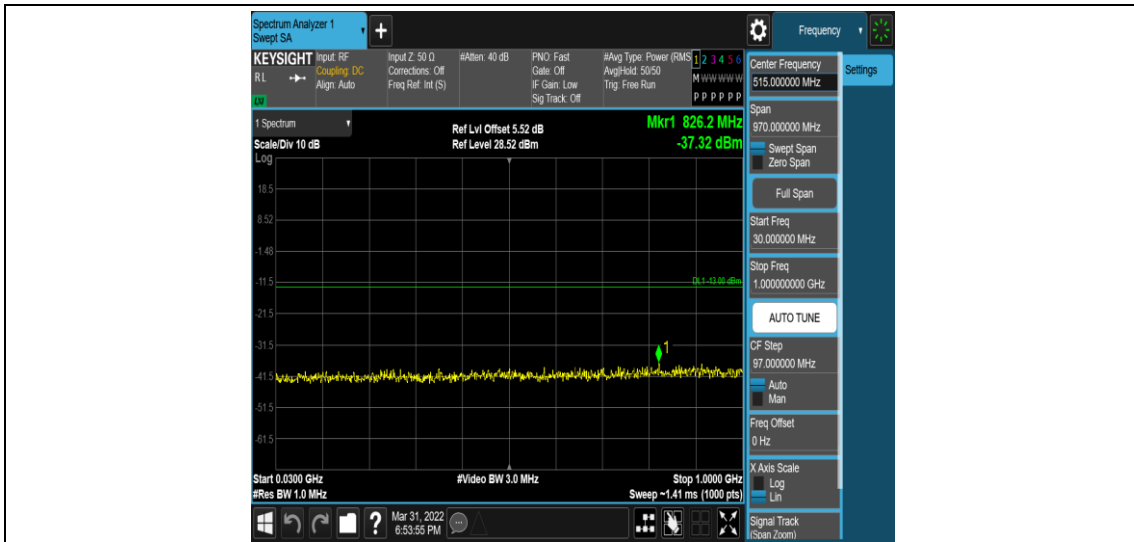 Spectrum Analyzer 1
Swept SA
+
Frequency
KEYSIGHT
RL
LXI
Input: RF
Coupling: DC
Align: Auto
Input Z: 50 Ω
Corrections: Off
Freq Ref: Int (S)
#Atten: 40 dB
PNO: Fast
Gate: Off
IF Gain: Low
Sig Track: Off
#Avg Type: Power (RMS
Avg|Hold: 50/50
Trig: Free Run
1 2 3 4 5 6
M W W W W W
P P P P P P
Center Frequency
515.000000 MHz
Settings
1 Spectrum
Scale/Div 10 dB
Log
Ref Lvl Offset 5.52 dB
Ref Level 28.52 dBm
Mkr1 826.2 MHz
-37.32 dBm
18.5
8.52
-1.48
-11.5
-21.5
-31.5
-41.5
-51.5
-61.5
DL1 -13.00 dBm
1
Start 0.0300 GHz
#Res BW 1.0 MHz
#Video BW 3.0 MHz
Stop 1.0000 GHz
Sweep ~1.41 ms (1000 pts)
Span
970.000000 MHz
Swept Span
Zero Span
Full Span
Start Freq
30.000000 MHz
Stop Freq
1.000000000 GHz
AUTO TUNE
CF Step
97.000000 MHz
Auto
Man
Freq Offset
0 Hz
X Axis Scale
Log
Lin
Signal Track
(Span Zoom)
?
Mar 31, 2022
6:53:55 PM